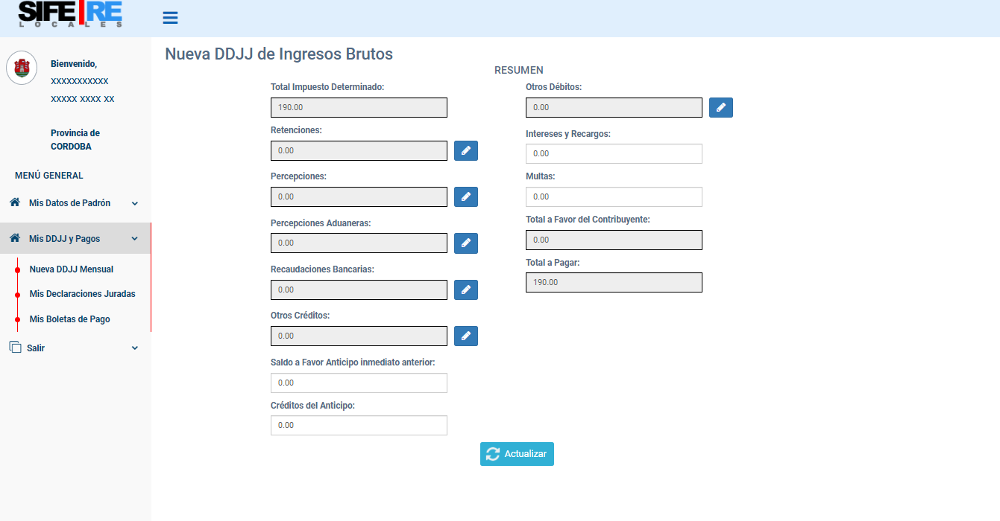 SIFERE
LOCALES
Bienvenido,
XXXXXXXXXXX
XXXXX XXXX XX
Provincia de
CORDOBA
MENÚ GENERAL
Mis Datos de Padrón
Mis DDJJ y Pagos
Nueva DDJJ Mensual
Mis Declaraciones Juradas
Mis Boletas de Pago
Salir
Nueva DDJJ de Ingresos Brutos
RESUMEN
Total Impuesto Determinado:
190.00
Retenciones:
0.00
Percepciones:
0.00
Percepciones Aduaneras:
0.00
Recaudaciones Bancarias:
0.00
Otros Créditos:
0.00
Saldo a Favor Anticipo inmediato anterior:
0.00
Créditos del Anticipo:
0.00
Otros Débitos:
0.00
Intereses y Recargos:
0.00
Multas:
0.00
Total a Favor del Contribuyente:
0.00
Total a Pagar:
190.00
Actualizar